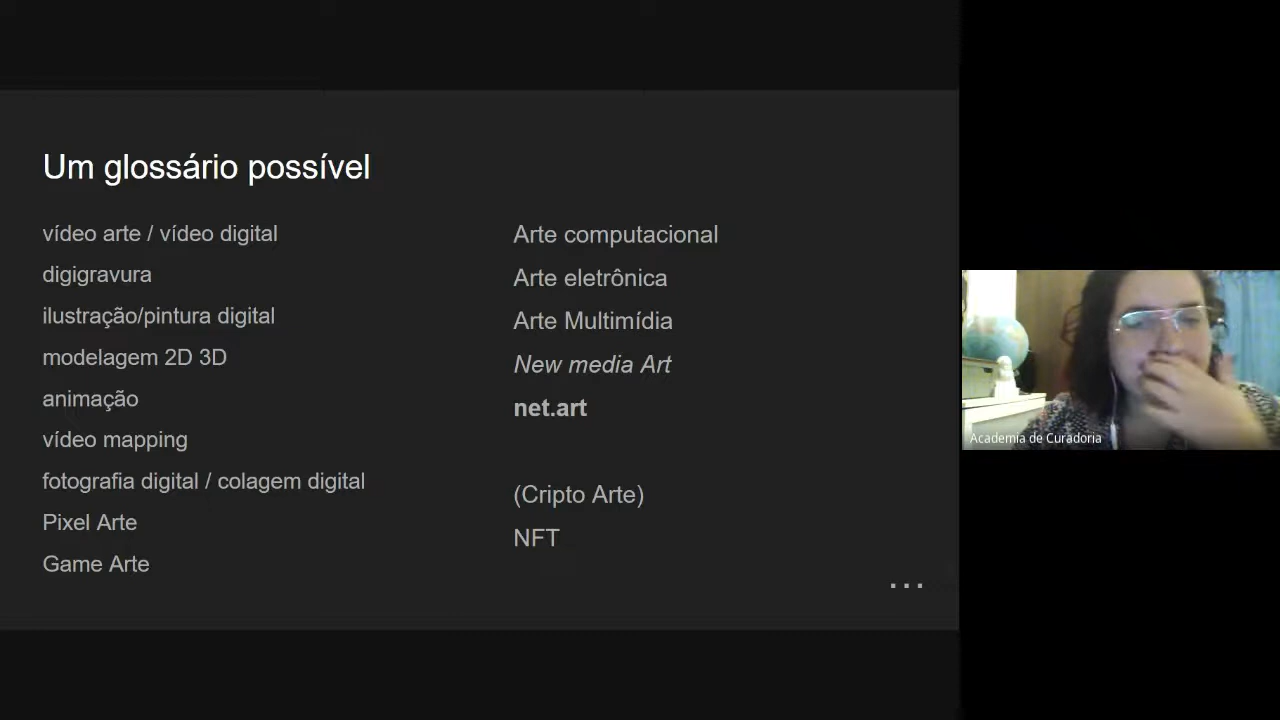 Um glossário possível
vídeo arte / vídeo digital
digigravura
ilustração/pintura digital
modelagem 2D 3D
animação
vídeo mapping
fotografia digital / colagem digital
Pixel Arte
Game Arte
Arte computacional
Arte eletrônica
Arte Multimídia
New media Art
net.art
(Cripto Arte)
NFT
...
Academia de Curadoria